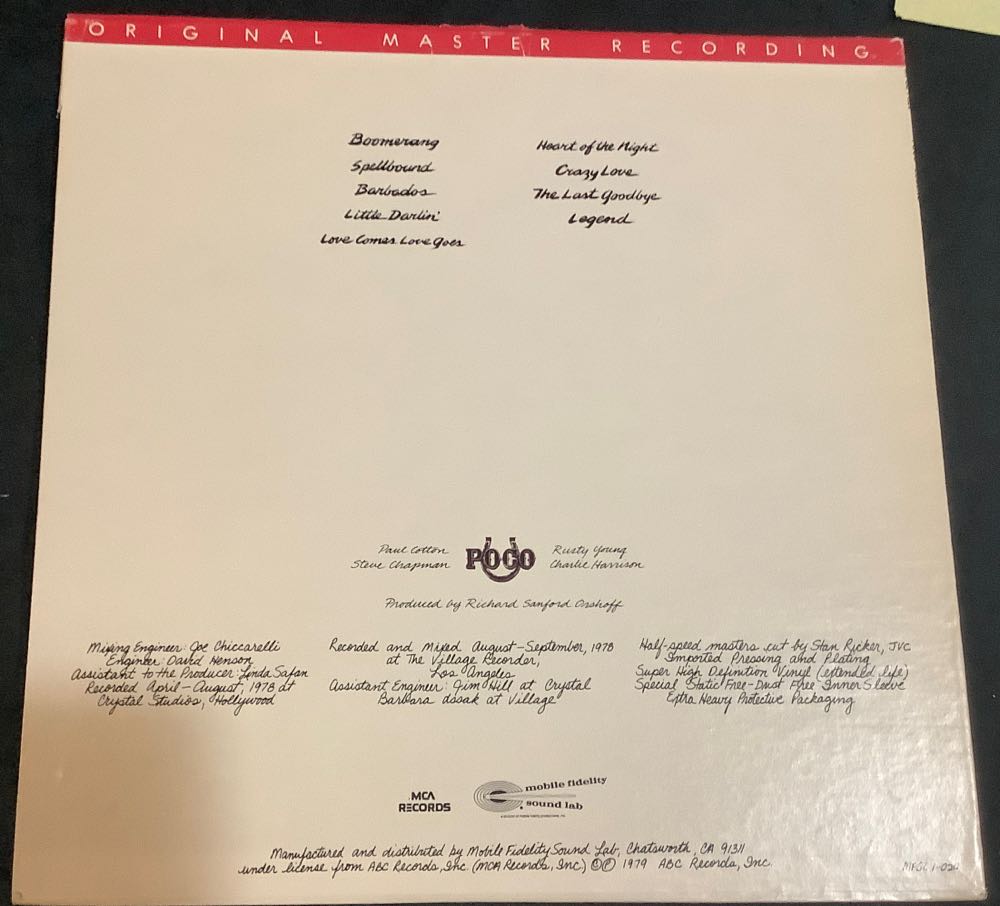 ORIGINAL MASTER RECORDING
Boomerang
Spellbound
Barbados
Little Darlin'
Love Comes Love Goes
Heart of the Night
Crazy Love
The Last Goodbye
Legend
Paul Cotton
Steve Chapman
POCO
Rusty Young
Charlie Harrison
Produced by Richard Sanford Orshoff
Mixing Engineer: Joe Chiccarelli
Engineer: David Henson
Assistant to the Producer: Linda Safan
Recorded April-August, 1978 at
Crystal Studios, Hollywood
Recorded and Mixed August-September, 1978
at The Village Recorder,
Los Angeles
Assistant Engineer: Jim Hill at Crystal
Barbara Issak at Village
Half-speed masters cut by Stan Ricker, JVC
Imported Pressing and Plating
Super High Definition Vinyl (extended life)
Special Static Free-Dust Free Inner Sleeve
Extra Heavy Protective Packaging
MCA
RECORDS
mobile fidelity
sound lab
Manufactured and distributed by Mobile Fidelity Sound Lab, Chatsworth, CA 91311
under license from ABC Records, Inc. (MCA Records, Inc.) ©℗ 1979 ABC Records, Inc.